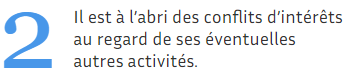 2
Il est à l'abri des conflits d'intérêts
au regard de ses éventuelles
autres activités.